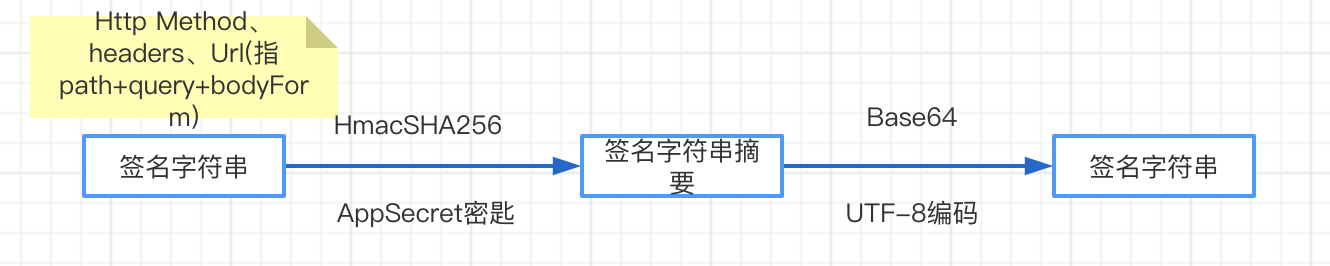 Http Method、
headers、Url(指
path+query+bodyFor
m)
签名字符串
HmacSHA256
AppSecret密匙
签名字符串摘
要
Base64
UTF-8编码
签名字符串